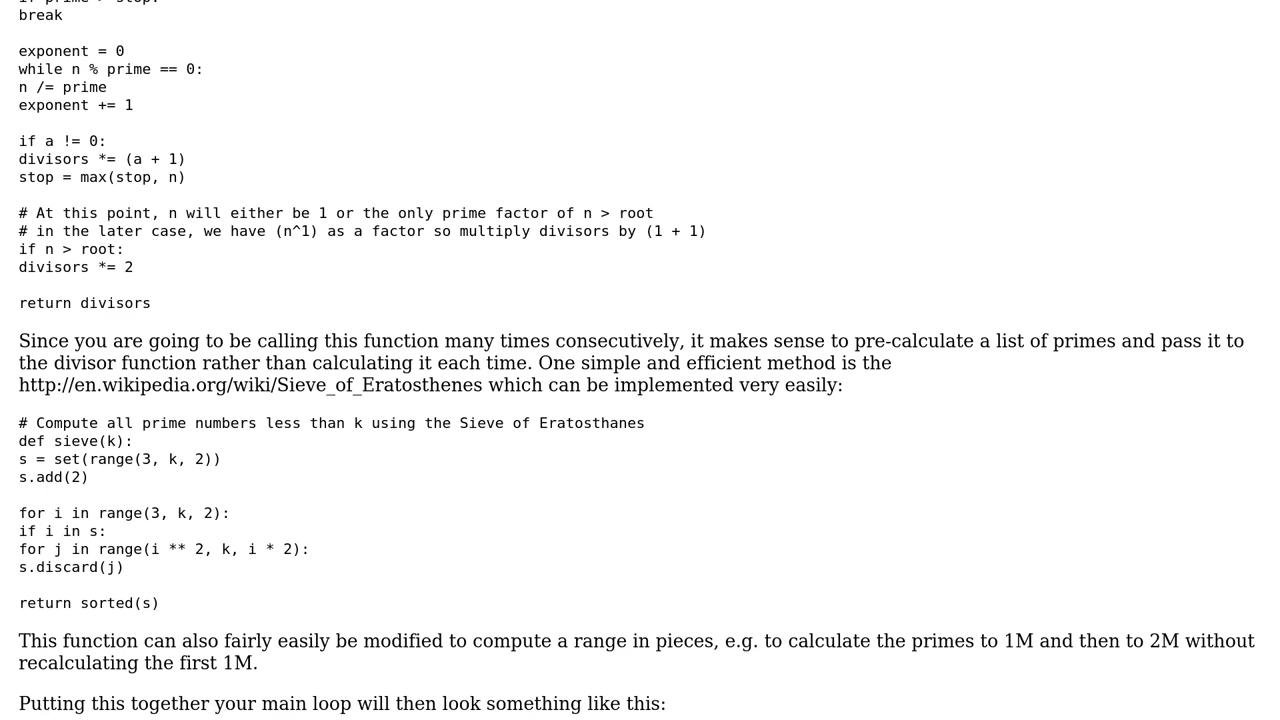 break
exponent = 0
while n % prime == 0:
n /= prime
exponent += 1
if a != 0:
divisors *= (a + 1)
stop = max(stop, n)
# At this point, n will either be 1 or the only prime factor of n > root
# in the later case, we have (n^1) as a factor so multiply divisors by (1 + 1)
if n > root:
divisors *= 2
return divisors
Since you are going to be calling this function many times consecutively, it makes sense to pre-calculate a list of primes and pass it to
the divisor function rather than calculating it each time. One simple and efficient method is the
http://en.wikipedia.org/wiki/Sieve_of_Eratosthenes which can be implemented very easily:
# Compute all prime numbers less than k using the Sieve of Eratosthanes
def sieve(k):
s = set(range(3, k, 2))
s.add(2)
for i in range(3, k, 2):
if i in s:
for j in range(i ** 2, k, i * 2):
s.discard(j)
return sorted(s)
This function can also fairly easily be modified to compute a range in pieces, e.g. to calculate the primes to 1M and then to 2M without
recalculating the first 1M.
Putting this together your main loop will then look something like this: